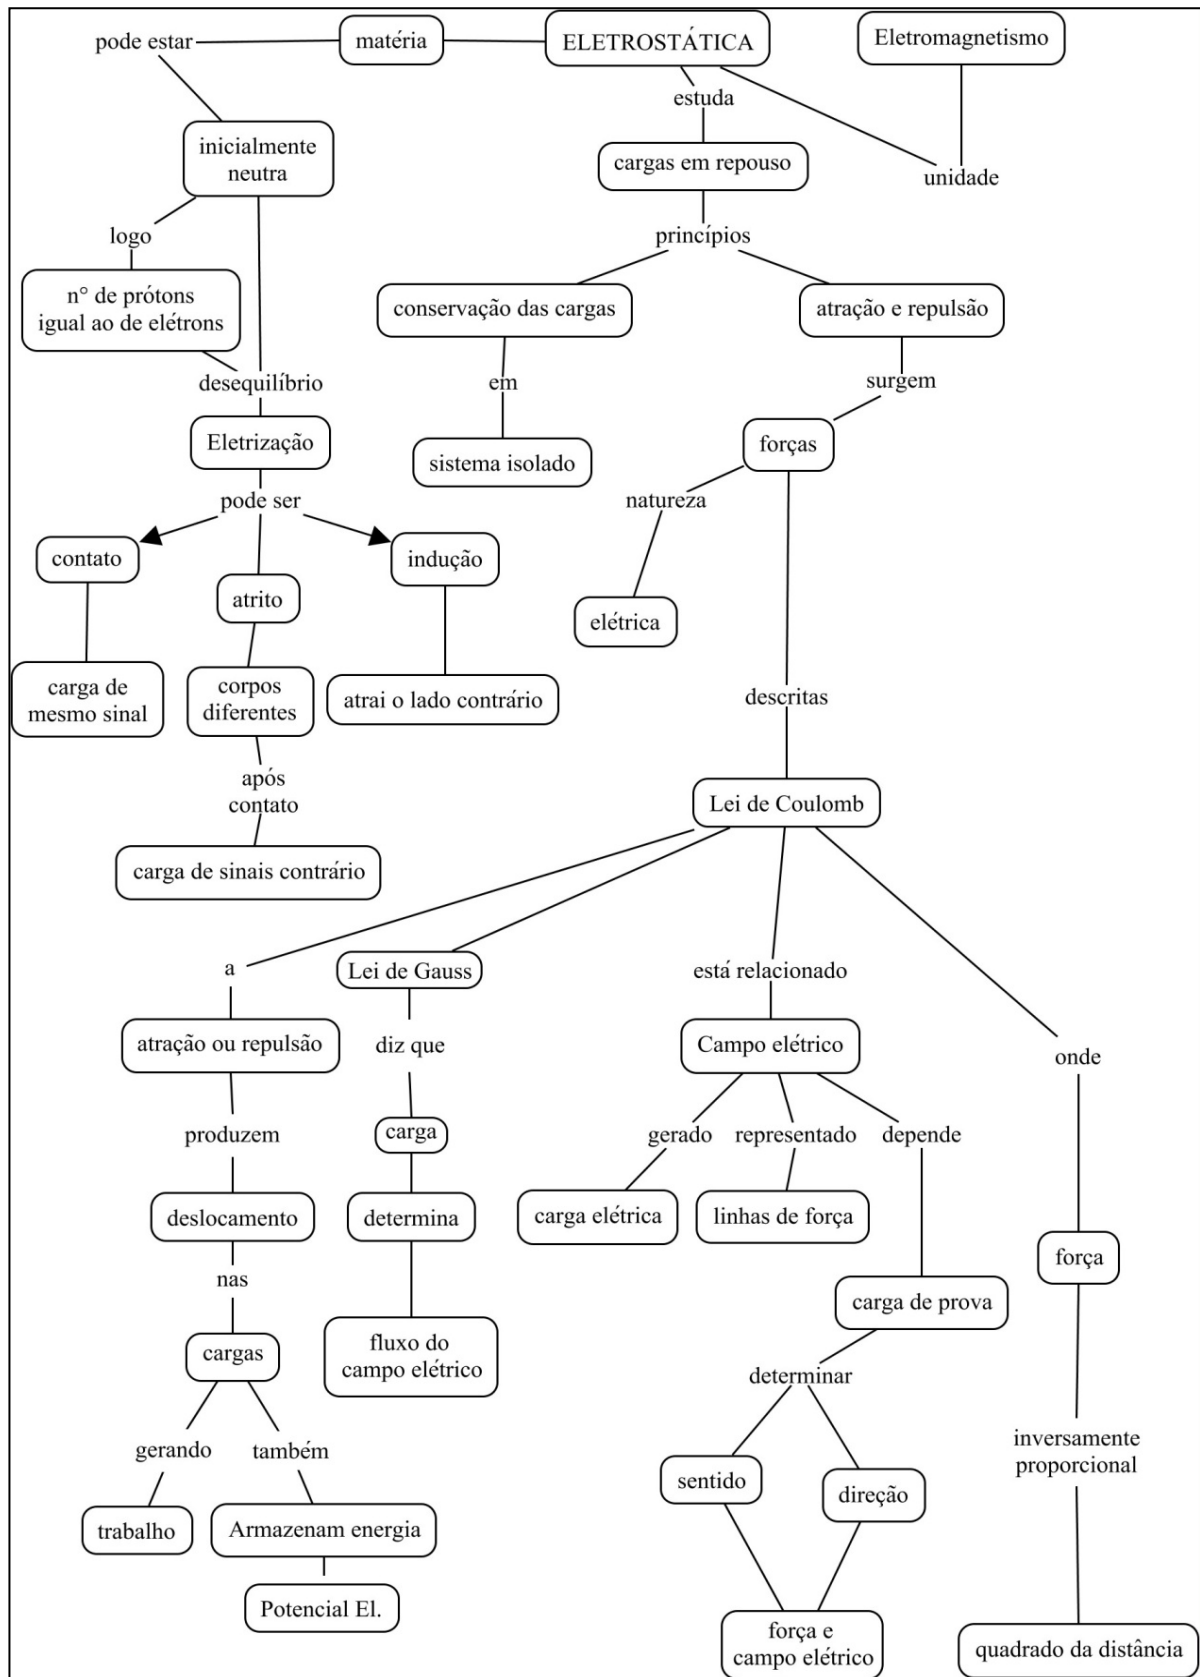 pode estar
matéria
ELETROSTÁTICA
Eletromagnetismo
estuda
inicialmente
neutra
cargas em repouso
unidade
logo
princípios
n° de prótons
igual ao de elétrons
conservação das cargas
atração e repulsão
desequilíbrio
em
surgem
Eletrização
sistema isolado
forças
pode ser
natureza
contato
indução
atrito
elétrica
carga de
mesmo sinal
corpos
diferentes
atrai o lado contrário
descritas
após
contato
Lei de Coulomb
carga de sinais contrário
a
Lei de Gauss
está relacionado
atração ou repulsão
diz que
Campo elétrico
onde
produzem
carga
gerado
representado
depende
deslocamento
determina
carga elétrica
linhas de força
força
nas
carga de prova
cargas
fluxo do
campo elétrico
determinar
gerando
também
inversamente
proporcional
sentido
direção
trabalho
Armazenam energia
Potencial El.
força e
campo elétrico
quadrado da distância